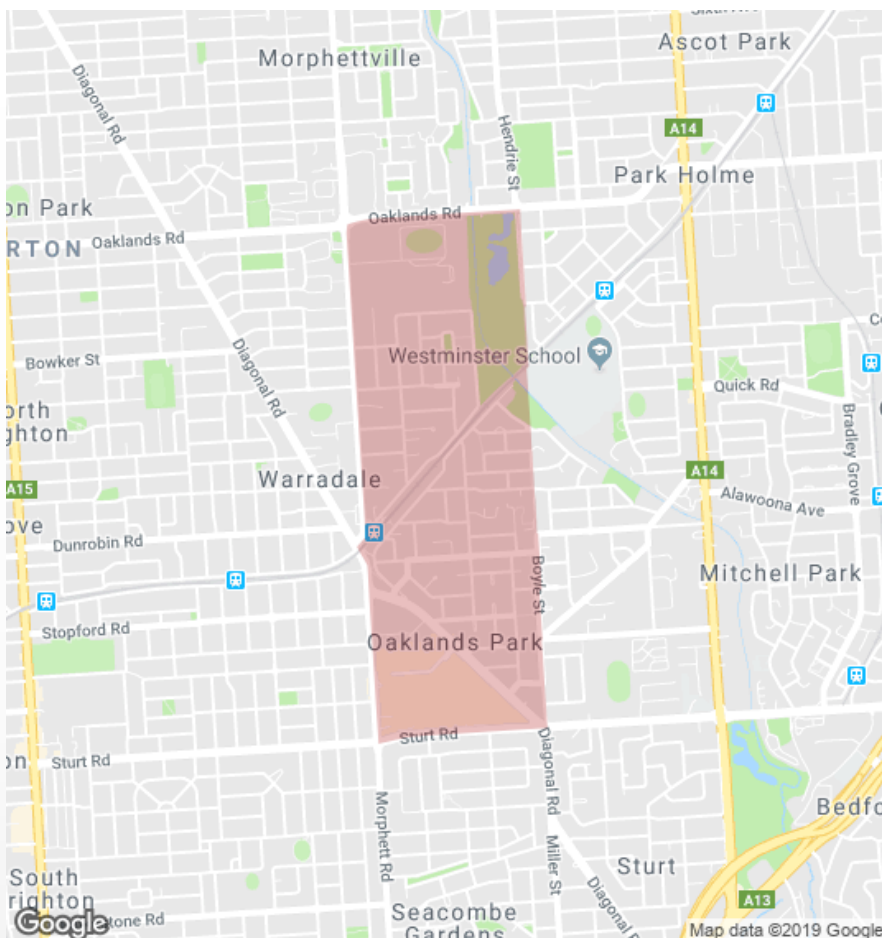 Ascot Park
Morphettville
Diagonal Rd
Hendrie St
A14
Park Holme
on Park
Oaklands Rd
Oaklands Rd
RTON
Westminster School
Bowker St
Diagonal Rd
Quick Rd
orth
ghton
Bradley Grove
Warradale
A14
A15
Alawoona Ave
ove
Dunrobin Rd
Boyle St
Mitchell Park
Stopford Rd
Oaklands Park
Sturt Rd
on
Sturt Rd
Diagonal Rd
Morphett Rd
Bedfo
Miller St
Sturt
South
righton
Diagonal R
A13
Seacombe
Gardens
Google
tone Rd
Map data ©2019 Google